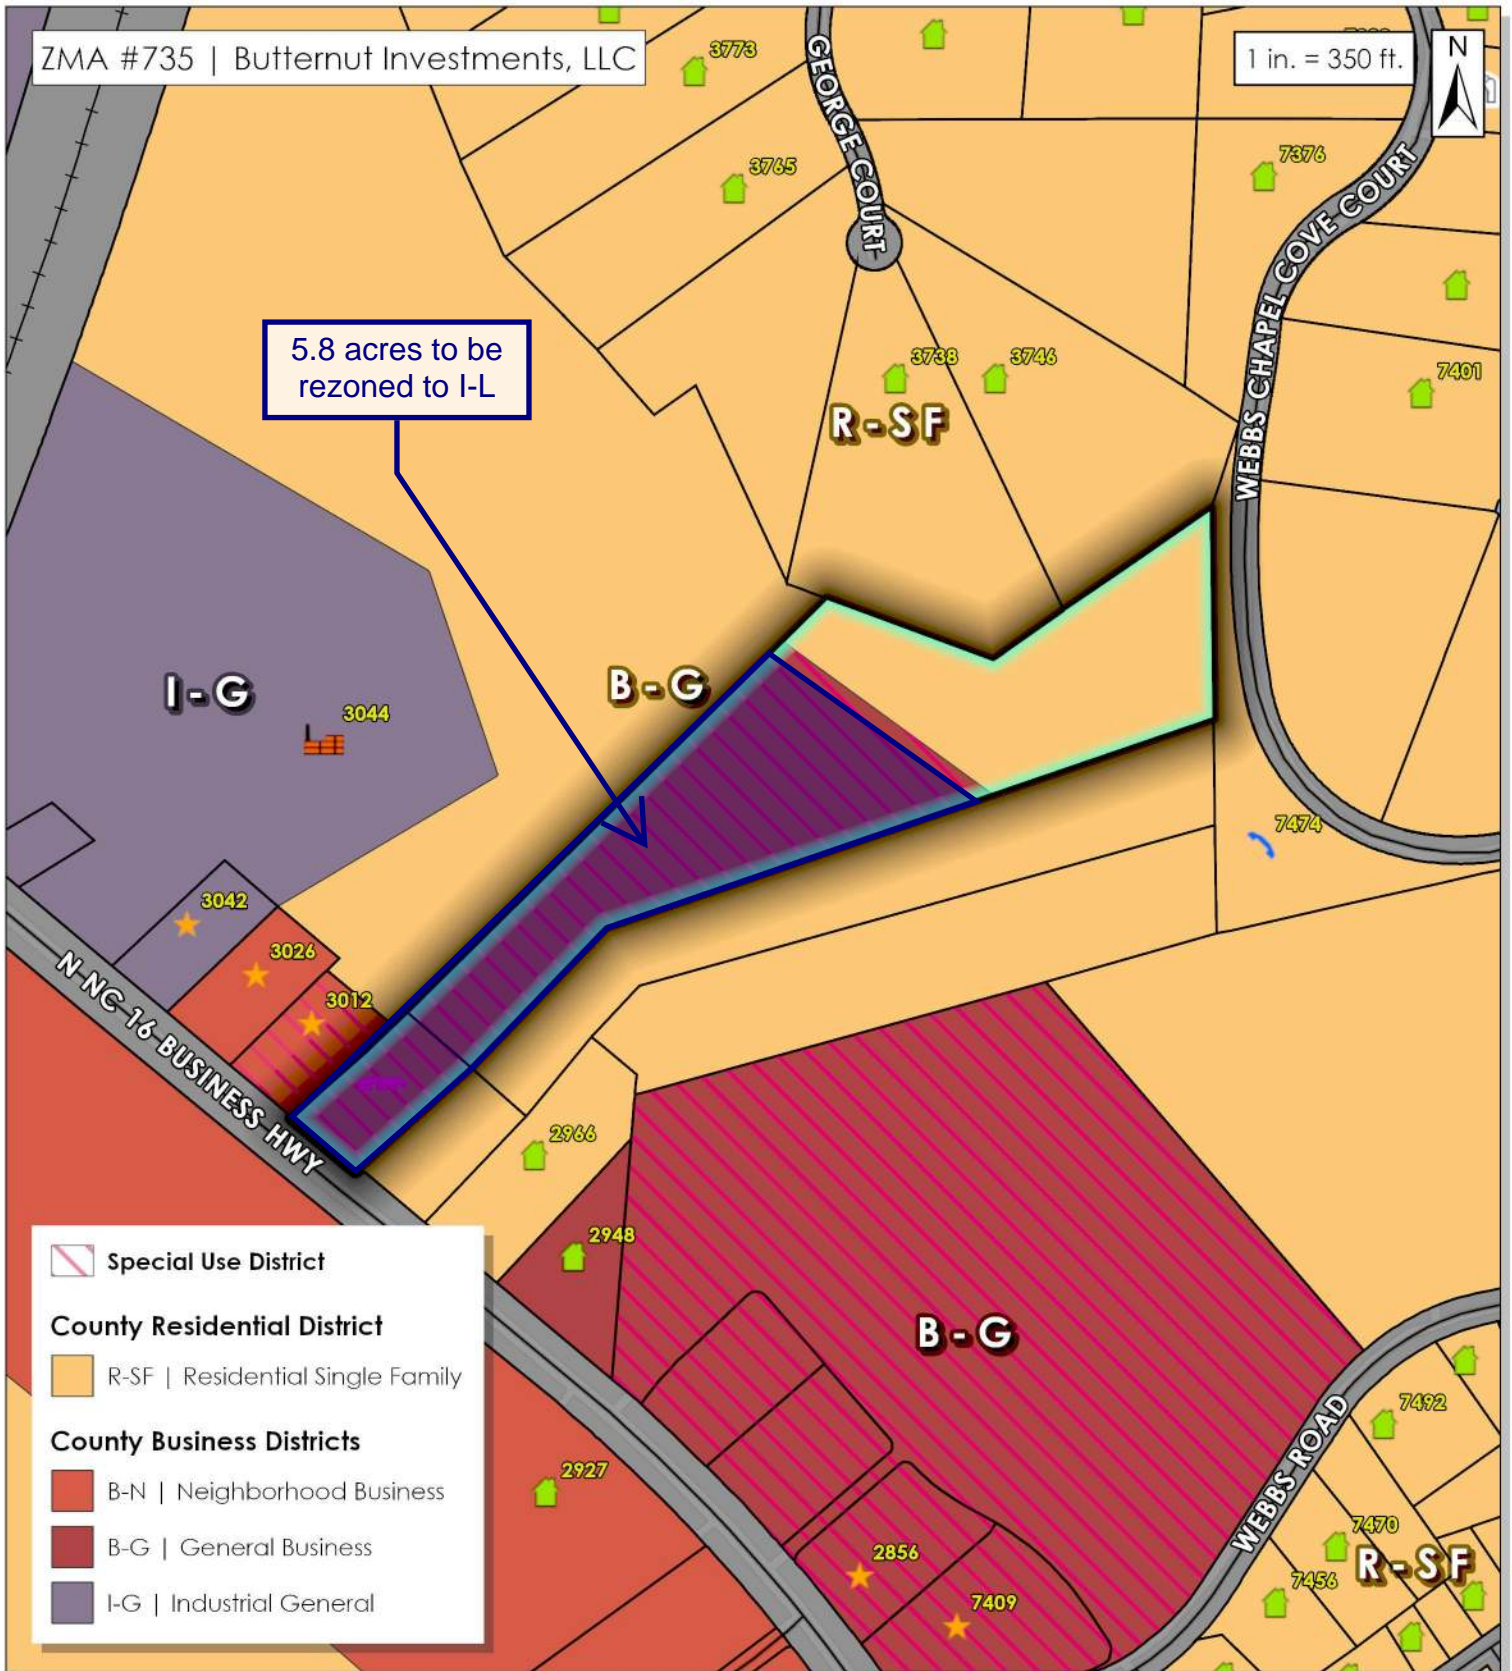 ZMA #735 | Butternut Investments, LLC
1 in. = 350 ft.
N
3773
GEORGE COURT
3765
7376
WEBBS CHAPEL COVE COURT
5.8 acres to be
rezoned to I-L
3738
3746
7401
R-SF
I-G
B-G
3044
7474
3042
3026
3012
N NC 16 BUSINESS HWY
2966
2948
B-G
2927
WEBBS ROAD
7492
7470
R-SF
7456
2856
7409
Special Use District
County Residential District
R-SF | Residential Single Family
County Business Districts
B-N | Neighborhood Business
B-G | General Business
I-G | Industrial General